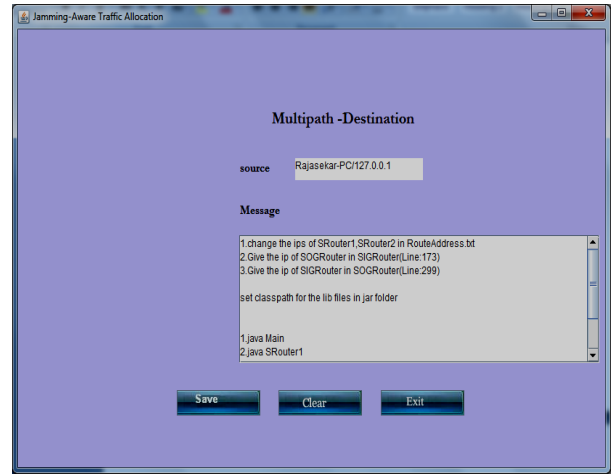 Jamming-Aware Traffic Allocation
Multipath -Destination
source
Rajasekar-PC/127.0.0.1
Message
1.change the ips of SRouter1,SRouter2 in RouteAddress.txt
2.Give the ip of SOGRouter in SIGRouter(Line:173)
3.Give the ip of SIGRouter in SOGRouter(Line:299)
set classpath for the lib files in jar folder
1.java Main
2.java SRouter1
Save
Clear
Exit